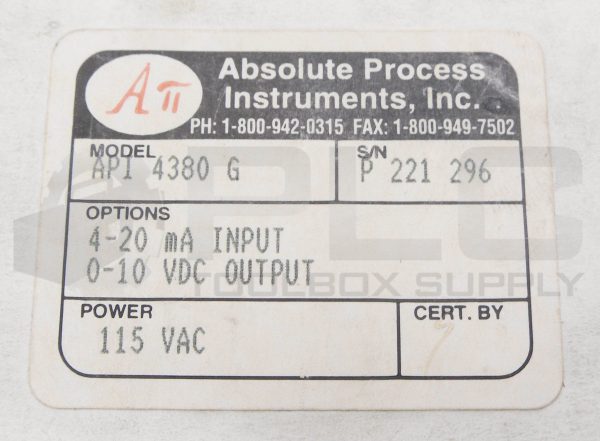 Aπ
Absolute Process
Instruments, Inc.
PH: 1-800-942-0315 FAX: 1-800-949-7502
MODEL
API 4380 G
S/N
P 221 296
OPTIONS
4-20 mA INPUT
0-10 VDC OUTPUT
POWER
115 VAC
CERT. BY
PLC
TOOLBOX SUPPLY